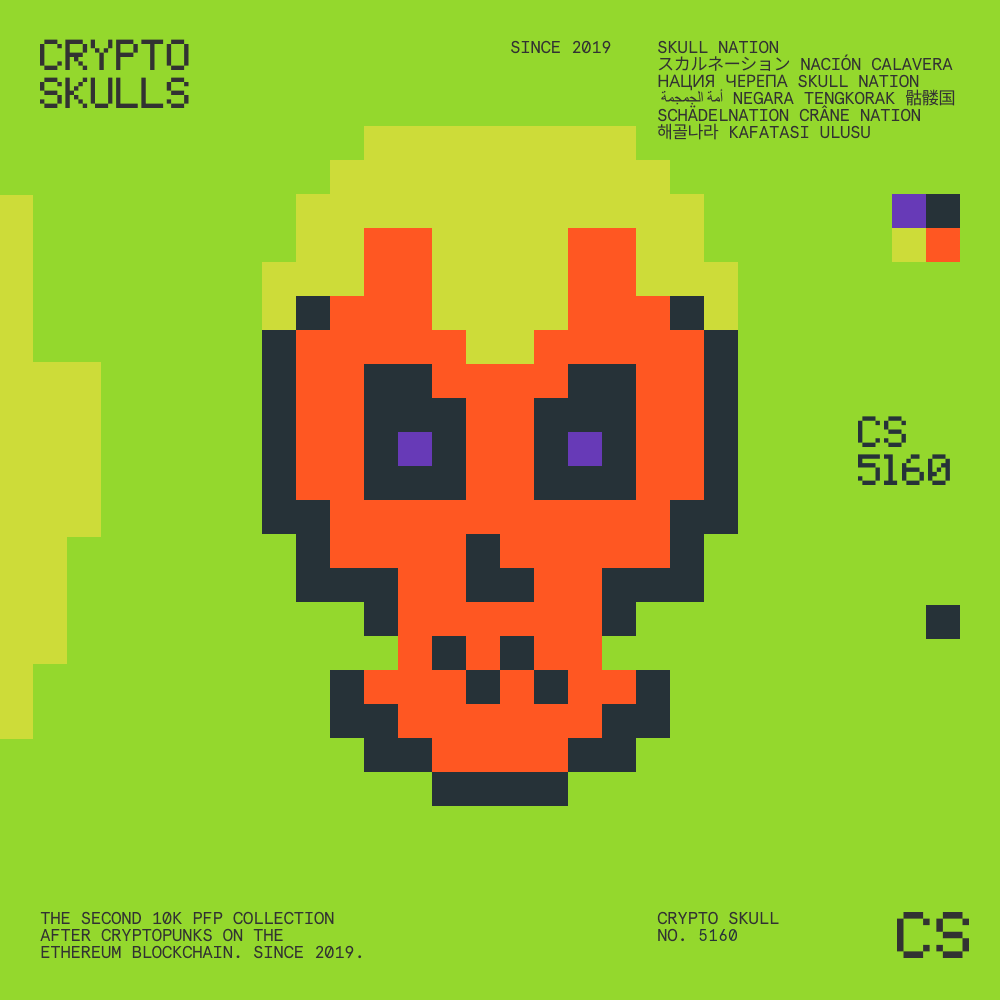 CRYPTO
SKULLS
SINCE 2019
SKULL NATION
スカルネーション NACIÓN CALAVERA
НАЦИЯ ЧЕРЕПА SKULL NATION
أمة الجمجمة NEGARA TENGKORAK 骷髅国
SCHÄDELNATION CRÂNE NATION
해골나라 KAFATASI ULUSU
CS
5160
THE SECOND 10K PFP COLLECTION
AFTER CRYPTOPUNKS ON THE
ETHEREUM BLOCKCHAIN. SINCE 2019.
CRYPTO SKULL
NO. 5160
CS